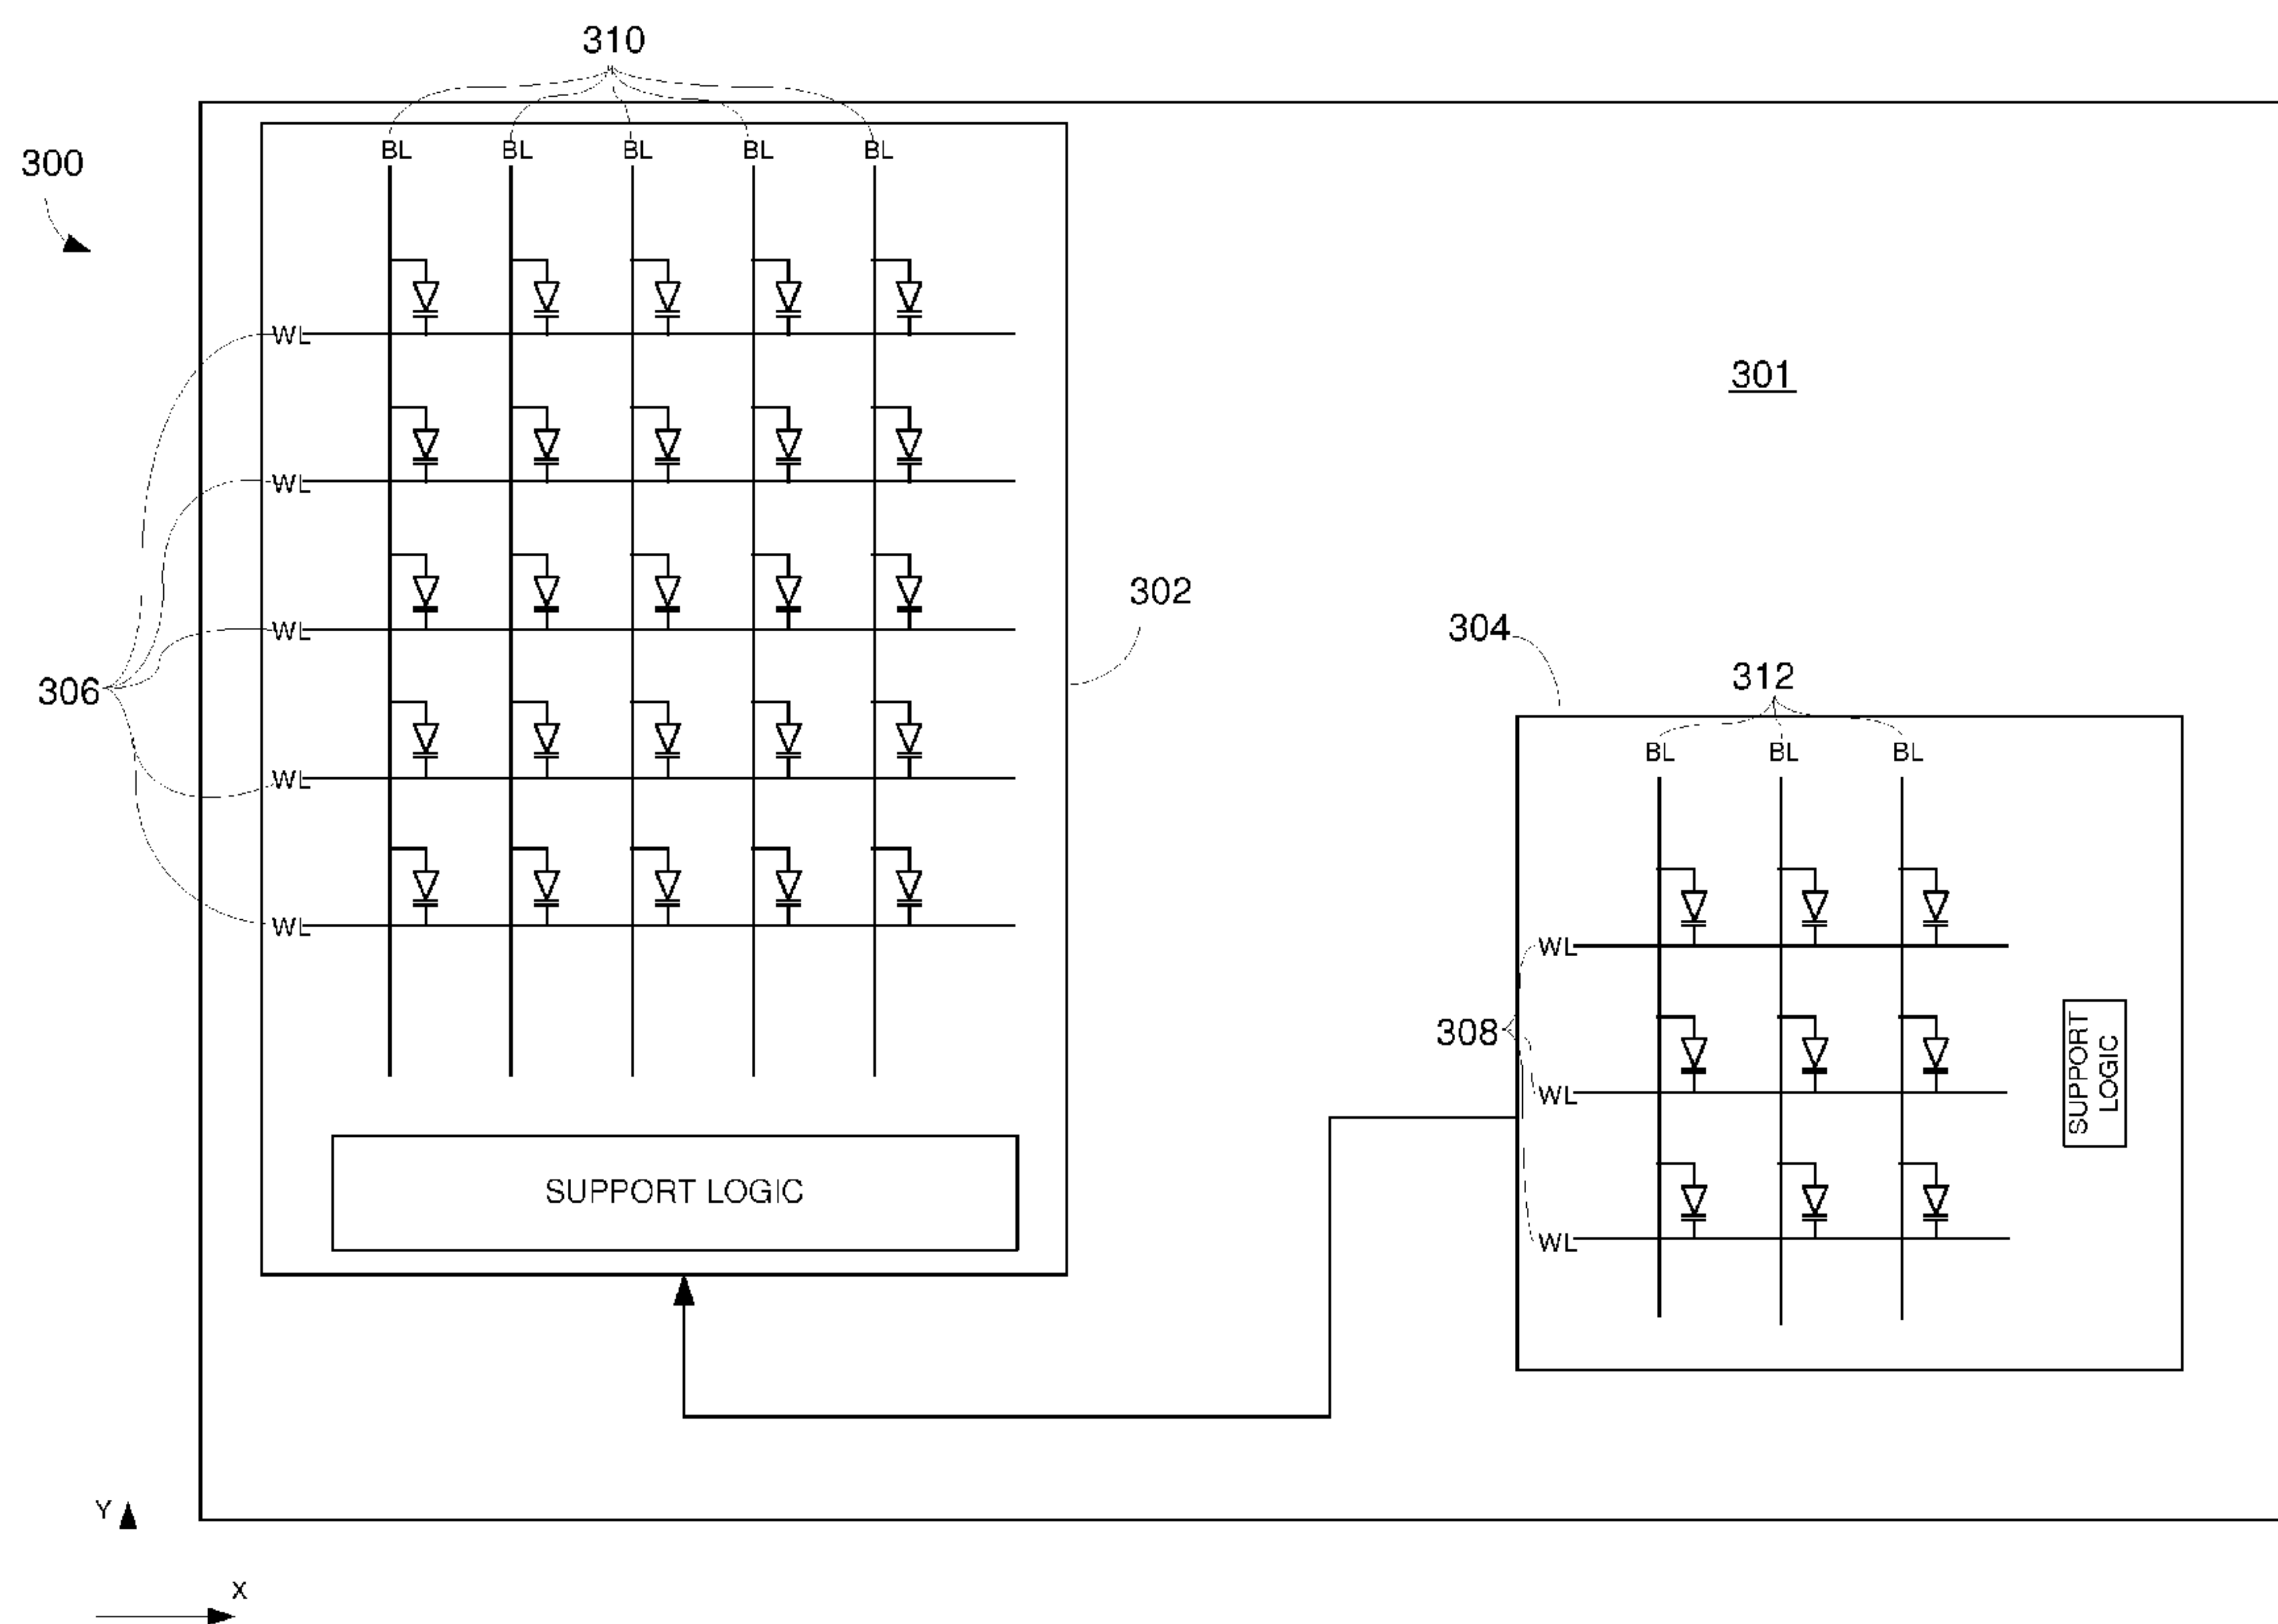 310
BL BL BL BL BL
300
WL
301
WL
302
304
WL
312
306
BL BL BL
WL
WL
WL
308
SUPPORT
LOGIC
WL
SUPPORT LOGIC
WL
Y
X